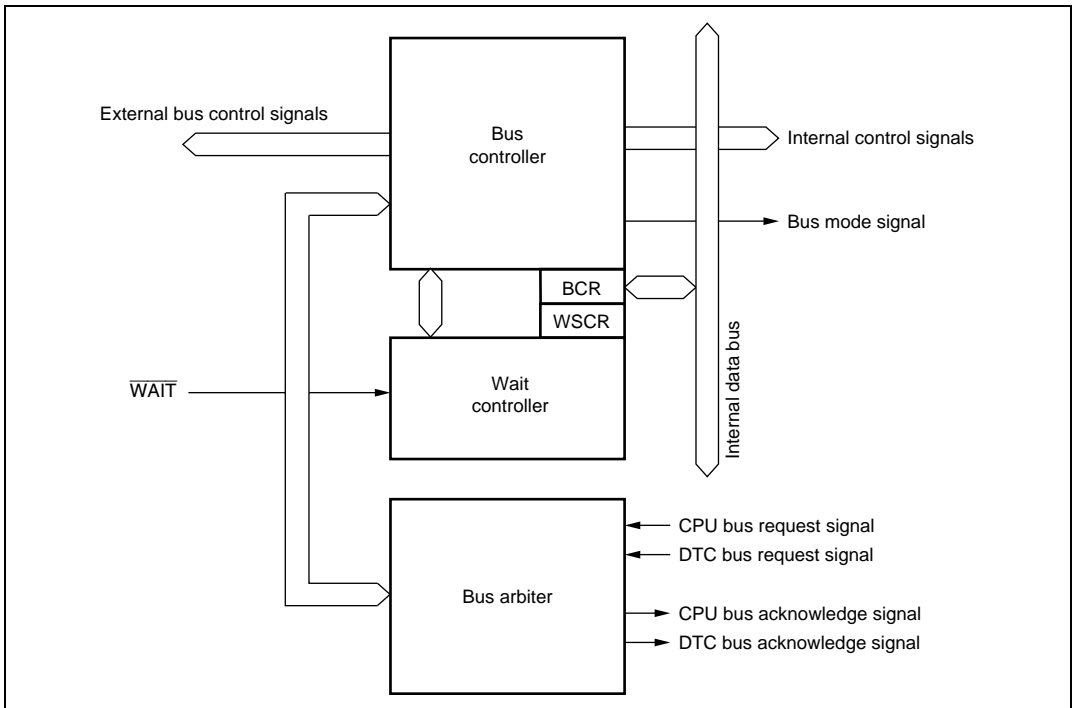 External bus control signals
Bus
controller
Internal control signals
Bus mode signal
BCR
WSCR
Internal data bus
WAIT
Wait
controller
CPU bus request signal
DTC bus request signal
Bus arbiter
CPU bus acknowledge signal
DTC bus acknowledge signal